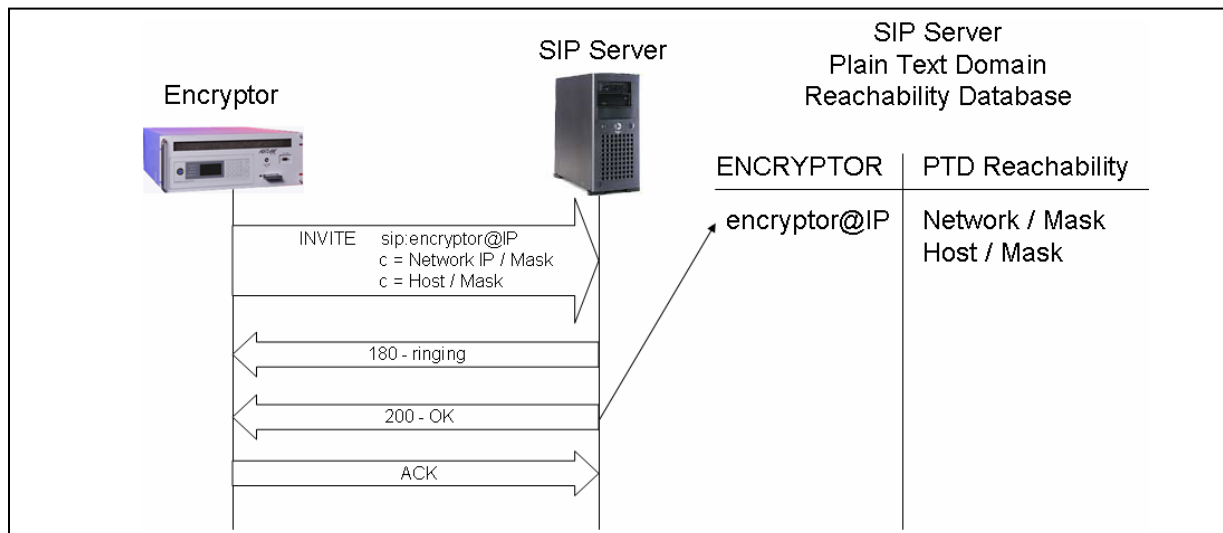 SIP Server
Plain Text Domain
Reachability Database
SIP Server
Encryptor
ENCRYPTOR PTD Reachability
encryptor@IP Network / Mask
Host / Mask
INVITE sip:encryptor@IP
c = Network IP / Mask
c = Host / Mask
180 - ringing
200 - OK
ACK